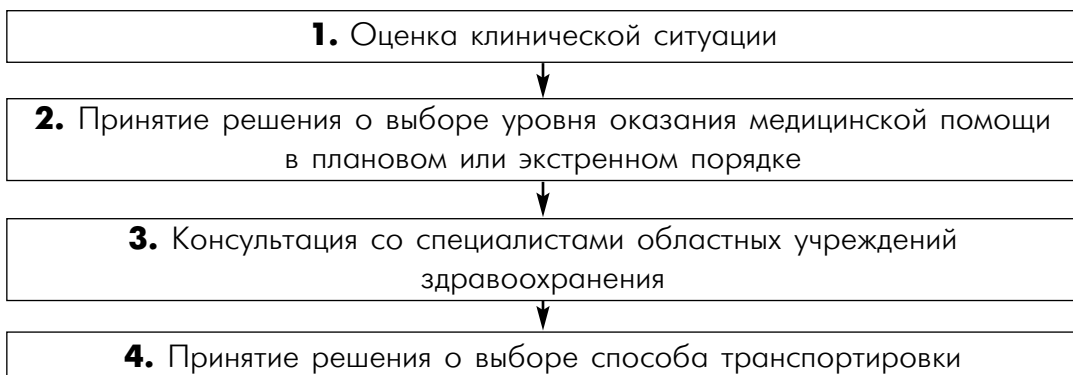 1. Оценка клинической ситуации
2. Принятие решения о выборе уровня оказания медицинской помощи
в плановом или экстренном порядке
3. Консультация со специалистами областных учреждений
здравоохранения
4. Принятие решения о выборе способа транспортировки